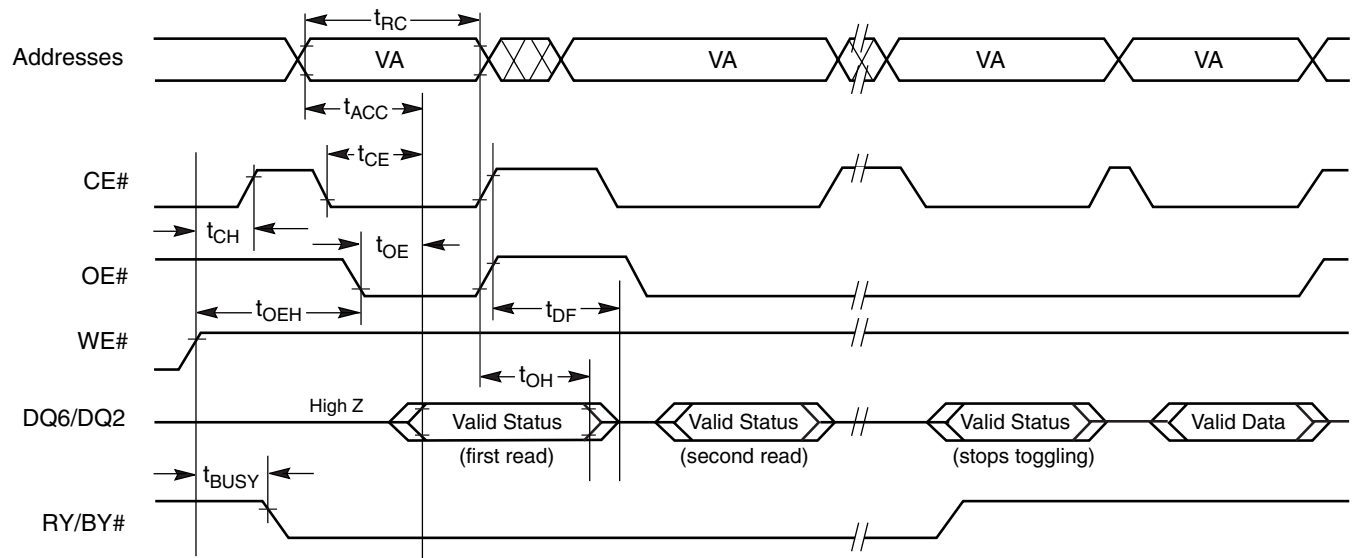 tRC
Addresses VA VA VA VA
tACC
tCE
CE#
tCH tOE
OE#
tOEH tDF
WE#
tOH
High Z
DQ6/DQ2 Valid Status Valid Status Valid Status Valid Data
(first read) (second read) (stops toggling)
tBUSY
RY/BY#